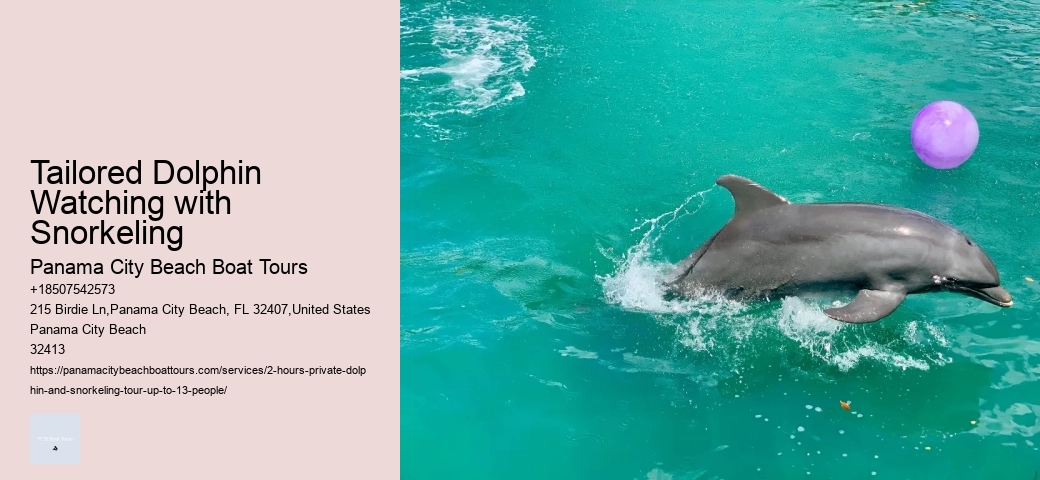 Tailored Dolphin
Watching with
Snorkeling
Panama City Beach Boat Tours
+18507542573
215 Birdie Ln,Panama City Beach, FL 32407,United States
Panama City Beach
32413
https://panamacitybeachboattours.com/services/2-hours-private-dolp
hin-and-snorkeling-tour-up-to-13-people/